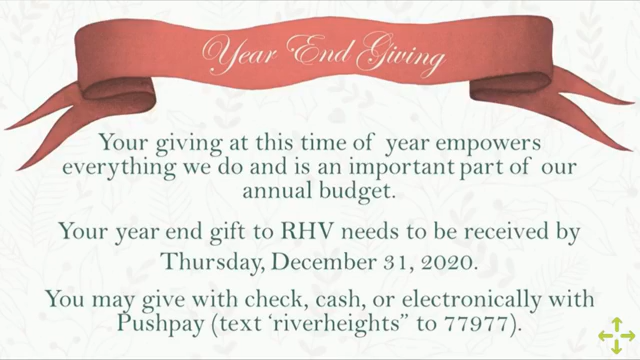 Year End Giving
Your giving at this time of year empowers
everything we do and is an important part of our
annual budget.
Your year end gift to RHV needs to be received by
Thursday, December 31, 2020.
You may give with check, cash, or electronically with
Pushpay (text ‘riverheights” to 77977).